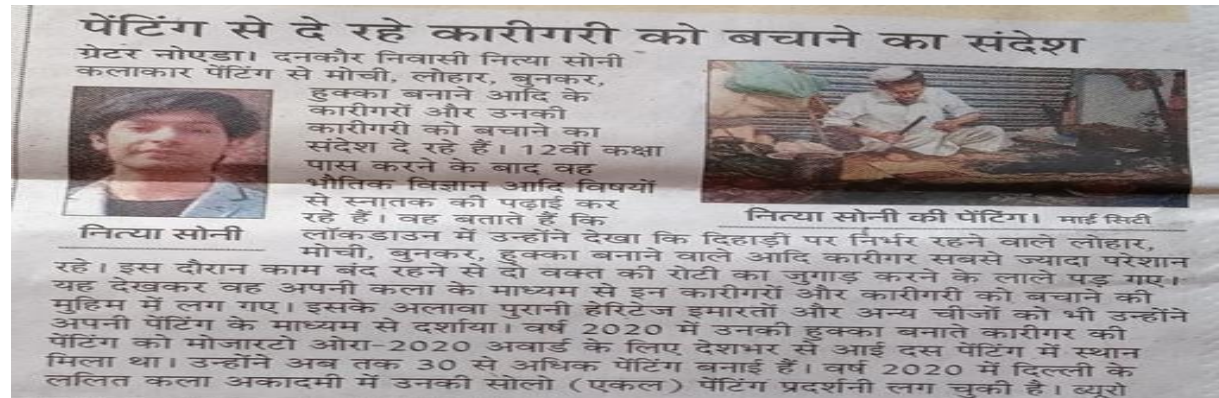 पेंटिंग से दे रहे कारीगरी को बचाने का संदेश
ग्रेटर नोएडा। दनकौर निवासी नित्या सोनी
कलाकार पेंटिंग से मोची, लोहार, बुनकर,
हुक्का बनाने आदि के
कारीगरों और उनकी
कारीगरी को बचाने का
संदेश दे रहे हैं। 12वीं कक्षा
पास करने के बाद वह
भौतिक विज्ञान आदि विषयों
से स्नातक की पढ़ाई कर
रहे हैं। वह बताते हैं कि
नित्या सोनी
नित्या सोनी की पेंटिंग। माई सिटी
लॉकडाउन में उन्होंने देखा कि दिहाड़ी पर निर्भर रहने वाले लोहार,
मोची, बुनकर, हुक्का बनाने वाले आदि कारीगर सबसे ज्यादा परेशान
रहे। इस दौरान काम बंद रहने से दो वक्त की रोटी का जुगाड़ करने के लाले पड़ गए।
यह देखकर वह अपनी कला के माध्यम से इन कारीगरों और कारीगरी को बचाने की
मुहिम में लग गए। इसके अलावा पुरानी हेरिटेज इमारतों और अन्य चीजों को भी उन्होंने
अपनी पेंटिंग के माध्यम से दर्शाया। वर्ष 2020 में उनकी हुक्का बनाते कारीगर की
पेंटिंग को मोजारटो ओरा-2020 अवार्ड के लिए देशभर से आई दस पेंटिंग में स्थान
मिला था। उन्होंने अब तक 30 से अधिक पेंटिंग बनाई हैं। वर्ष 2020 में दिल्ली के
ललित कला अकादमी में उनकी सोलो (एकल) पेंटिंग प्रदर्शनी लग चुकी है। ब्यूरो